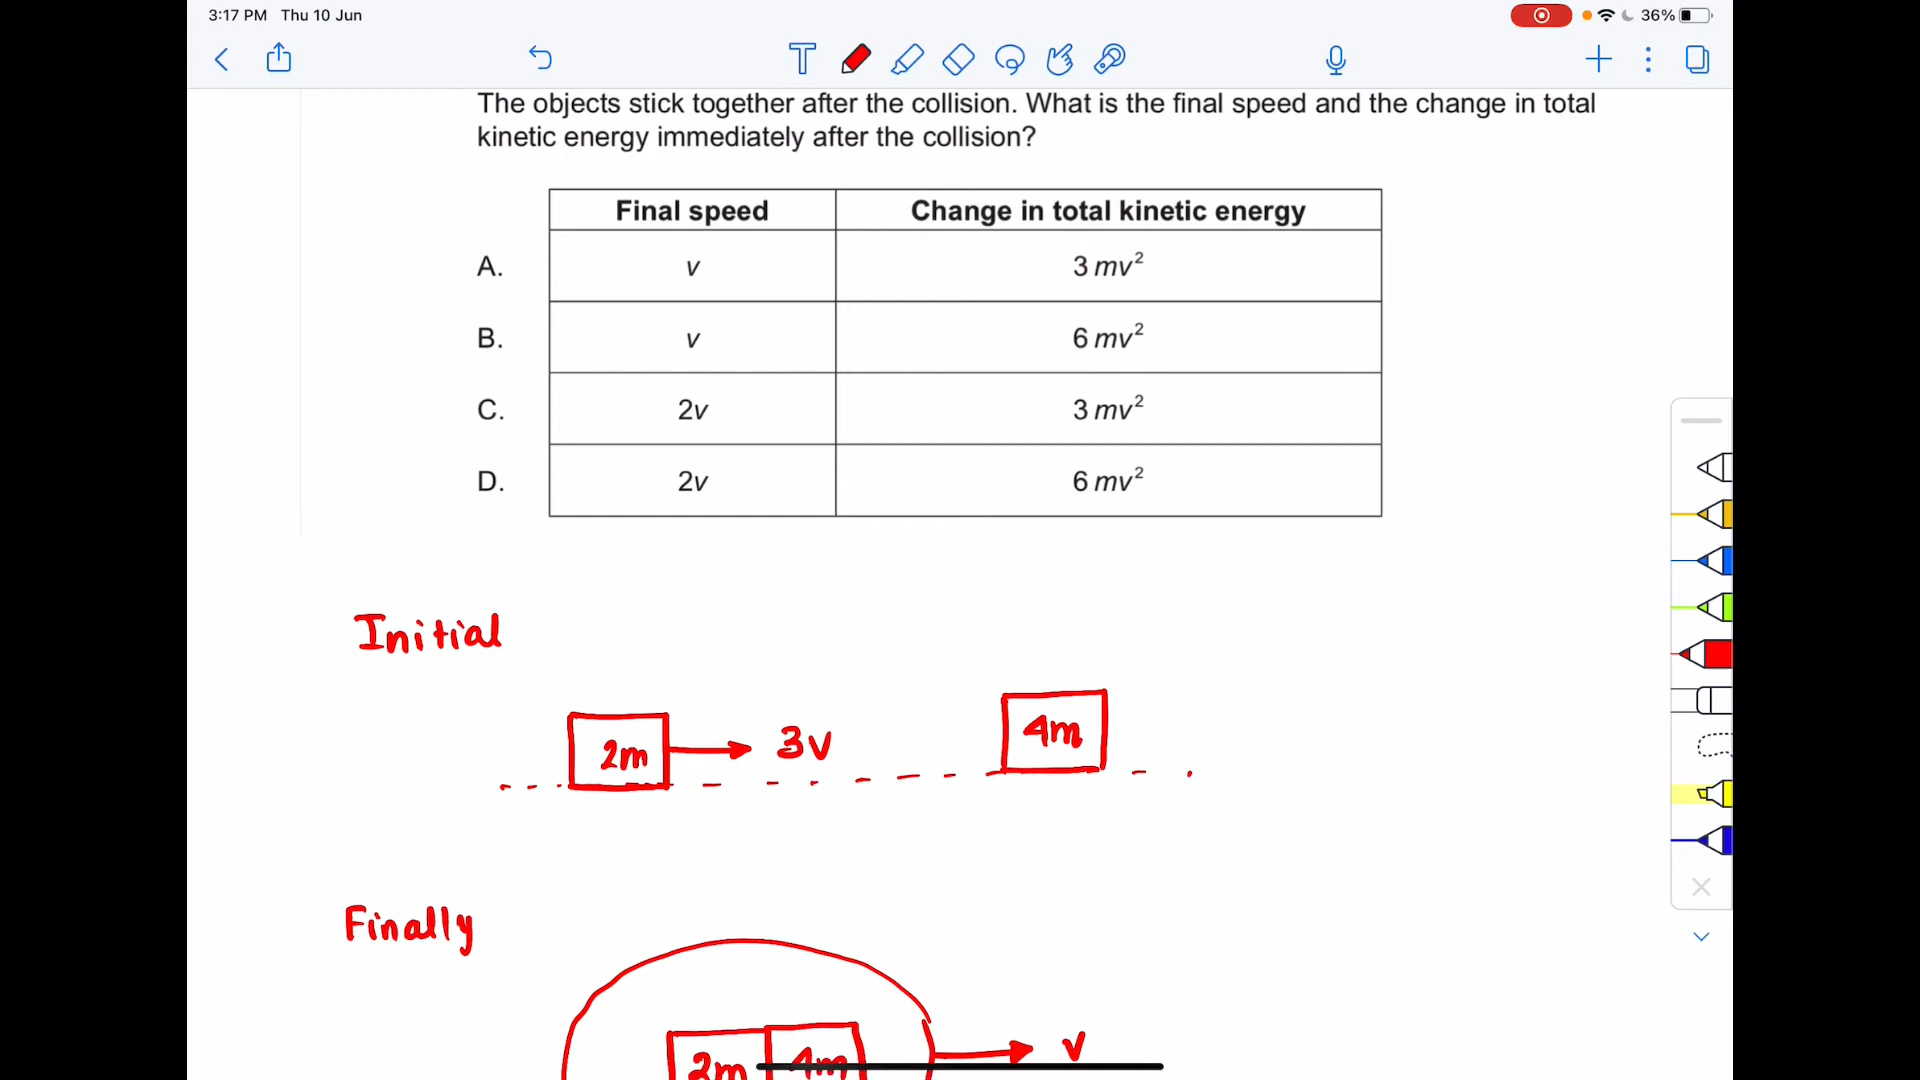 3:17 PM Thu 10 Jun 36%
The objects stick together after the collision. What is the final speed and the change in total
kinetic energy immediately after the collision?
Final speed Change in total kinetic energy
A. v 3 mv²
B. v 6 mv²
C. 2v 3 mv²
D. 2v 6 mv²
Initial
2m 3v 4m
Finally
2m 4m v